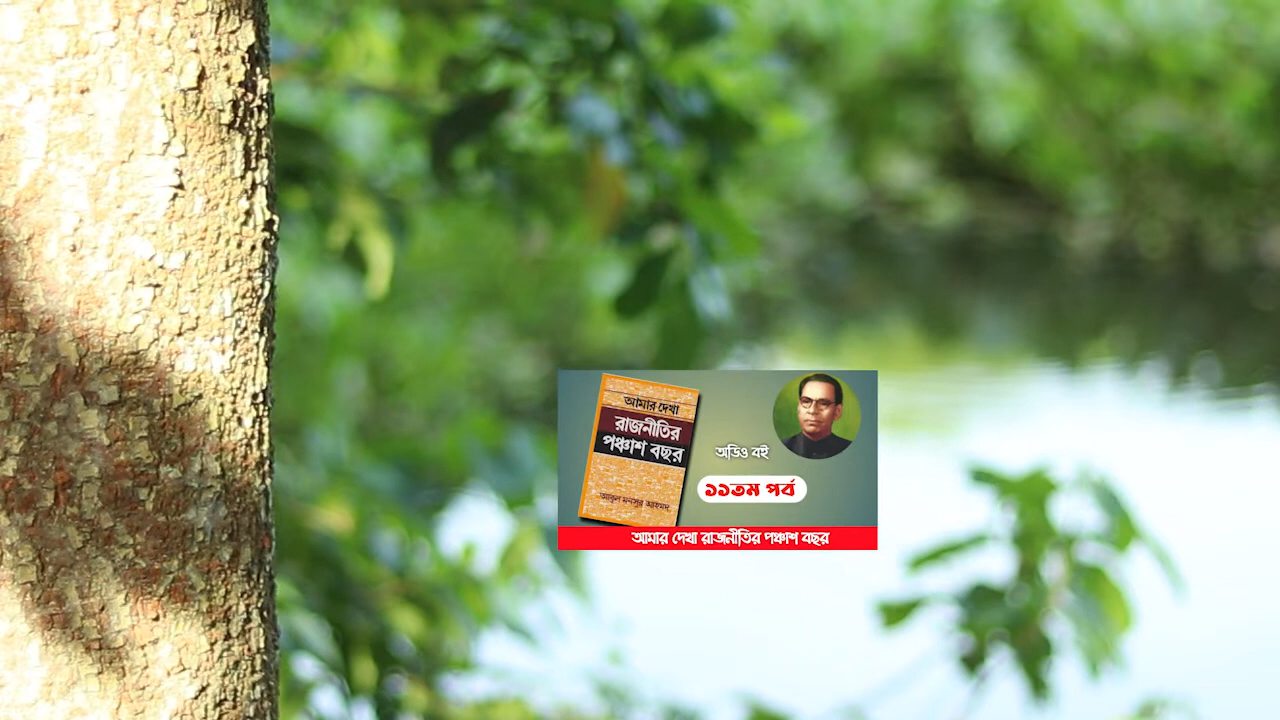 আমার দেখা
রাজনীতির
পঞ্চাশ বছর
আবুল মনসুর আহমদ
অডিও বই
১১তম পর্ব
আমার দেখা রাজনীতির পঞ্চাশ বছর